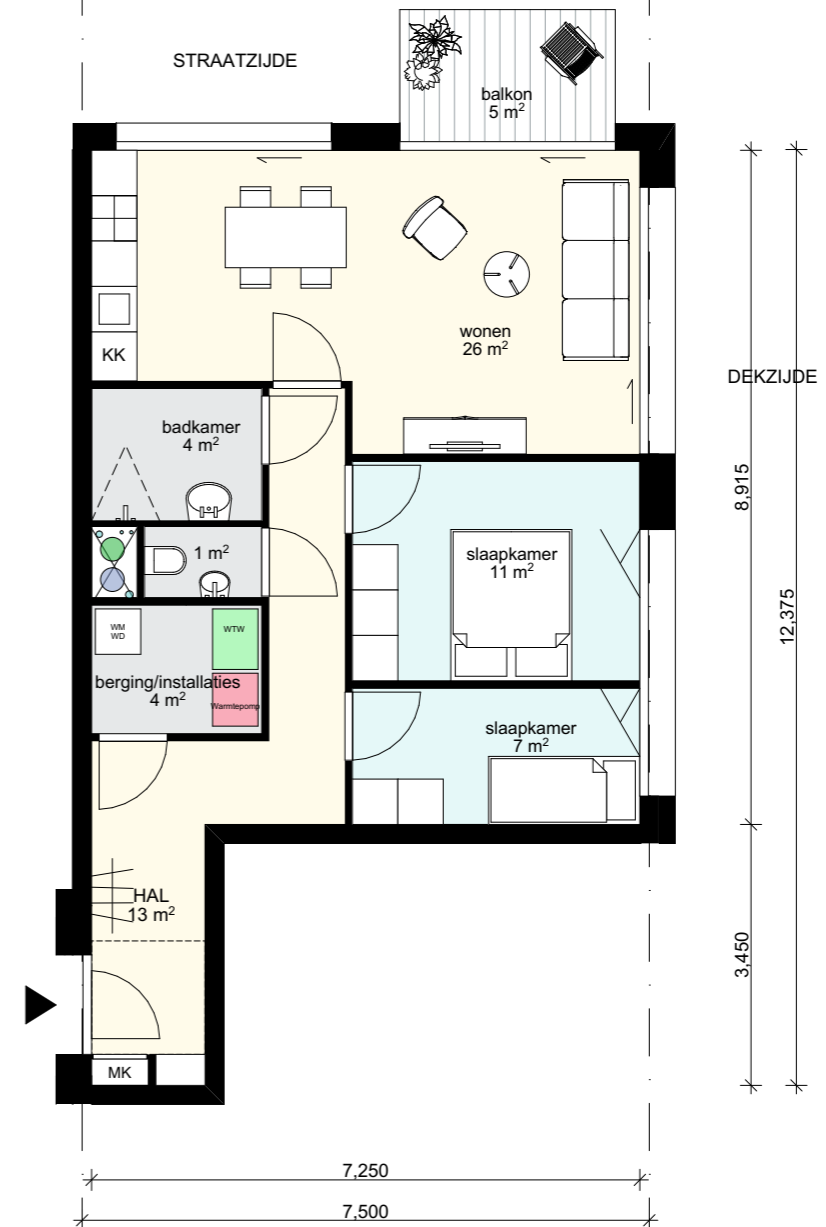 STRAATZIJDE
balkon
5 m²
wonen
26 m²
KK
DEKZIJDE
badkamer
4 m²
8,915
1 m²
slaapkamer
11 m²
12,375
WM
WD
WTW
berging/installaties
4 m²
Warmtepomp
slaapkamer
7 m²
HAL
13 m²
3,450
MK
7,250
7,500